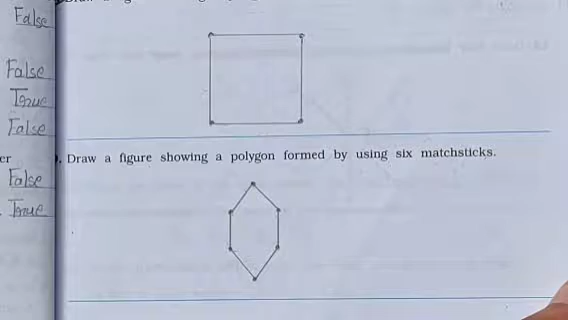 False
False
True
False
er
. Draw a figure showing a polygon formed by using six matchsticks.
False
True